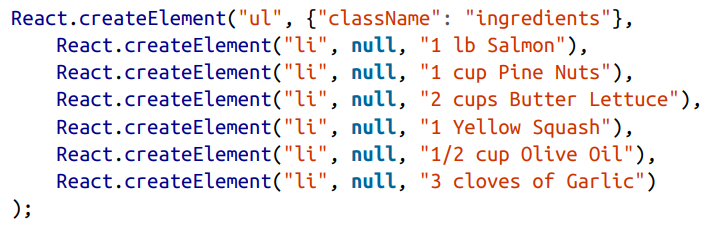 React.createElement("ul", {"className": "ingredients"},
    React.createElement("li", null, "1 lb Salmon"),
    React.createElement("li", null, "1 cup Pine Nuts"),
    React.createElement("li", null, "2 cups Butter Lettuce"),
    React.createElement("li", null, "1 Yellow Squash"),
    React.createElement("li", null, "1/2 cup Olive Oil"),
    React.createElement("li", null, "3 cloves of Garlic")
);